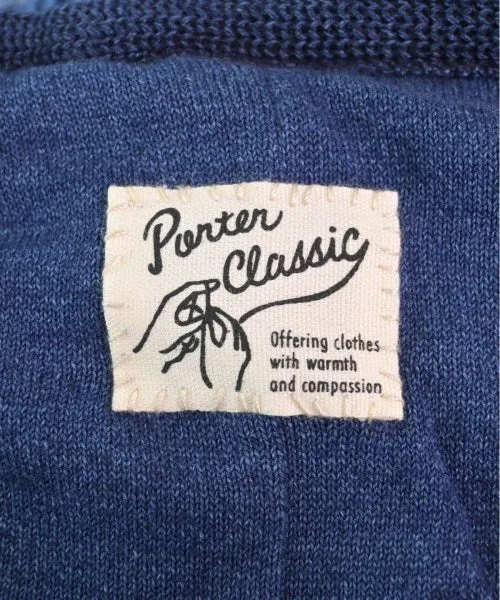 Porter
Classic
Offering clothes
with warmth
and compassion